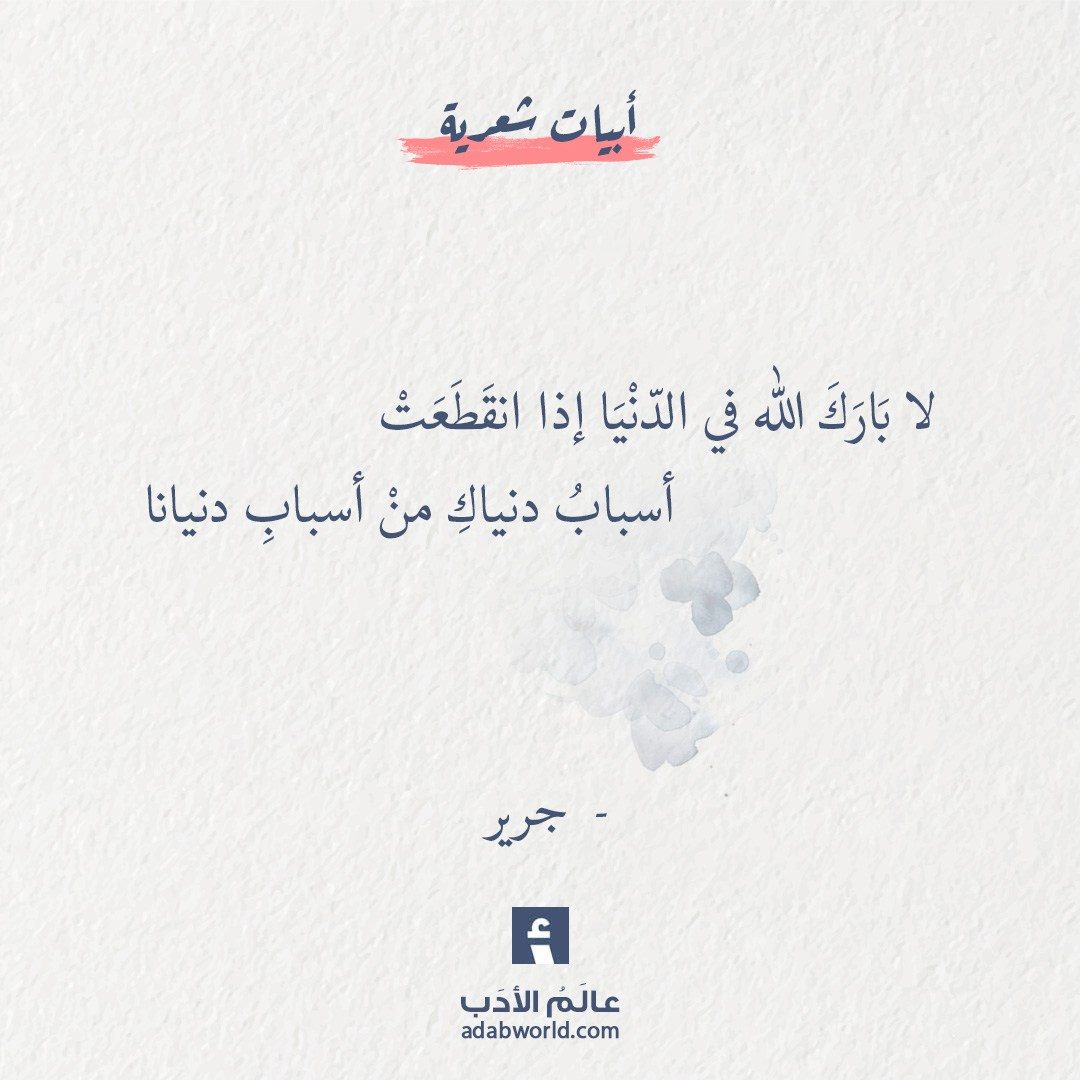 أبيات شعرية
لا بَارَكَ الله في الدّنْيَا إذا انقَطَعَتْ
أسبابُ دنياكِ منْ أسبابِ دنيانا
- جرير
أ
عالَمُ الأدَب
adabworld.com